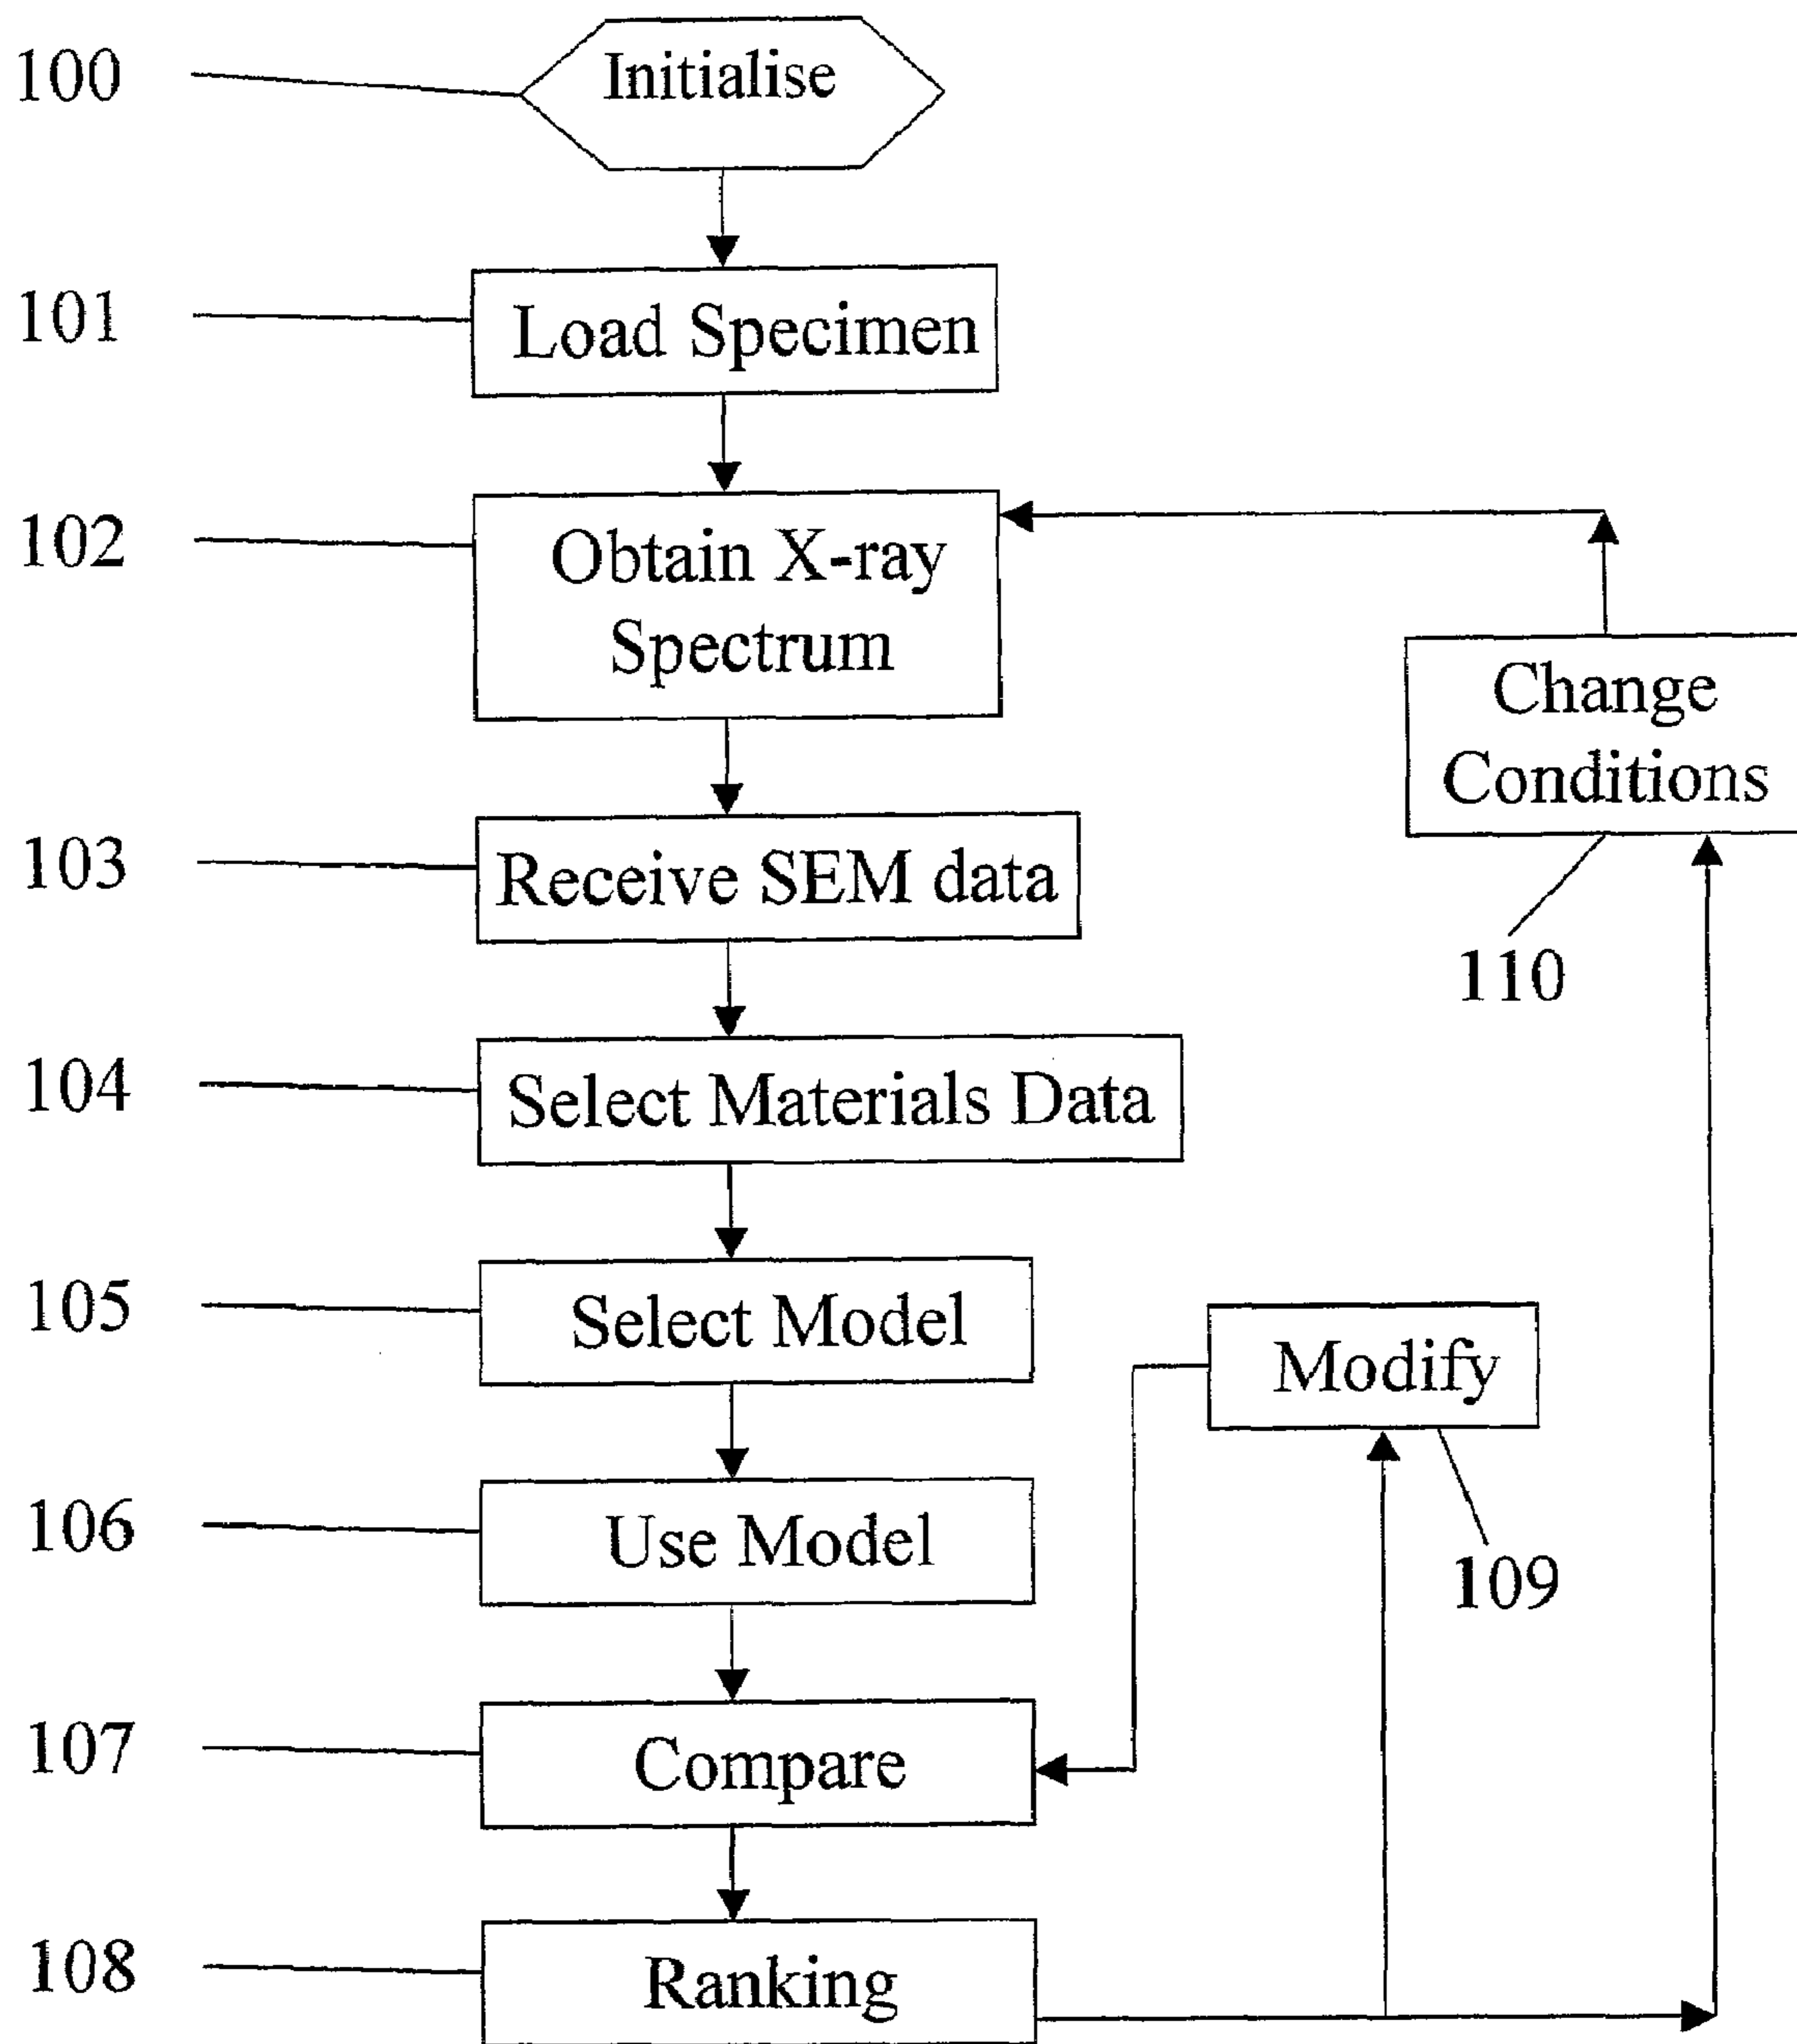 100
Initialise
101
Load Specimen
102
Obtain X-ray
Spectrum
Change
Conditions
110
103
Receive SEM data
104
Select Materials Data
105
Select Model
Modify
109
106
Use Model
107
Compare
108
Ranking